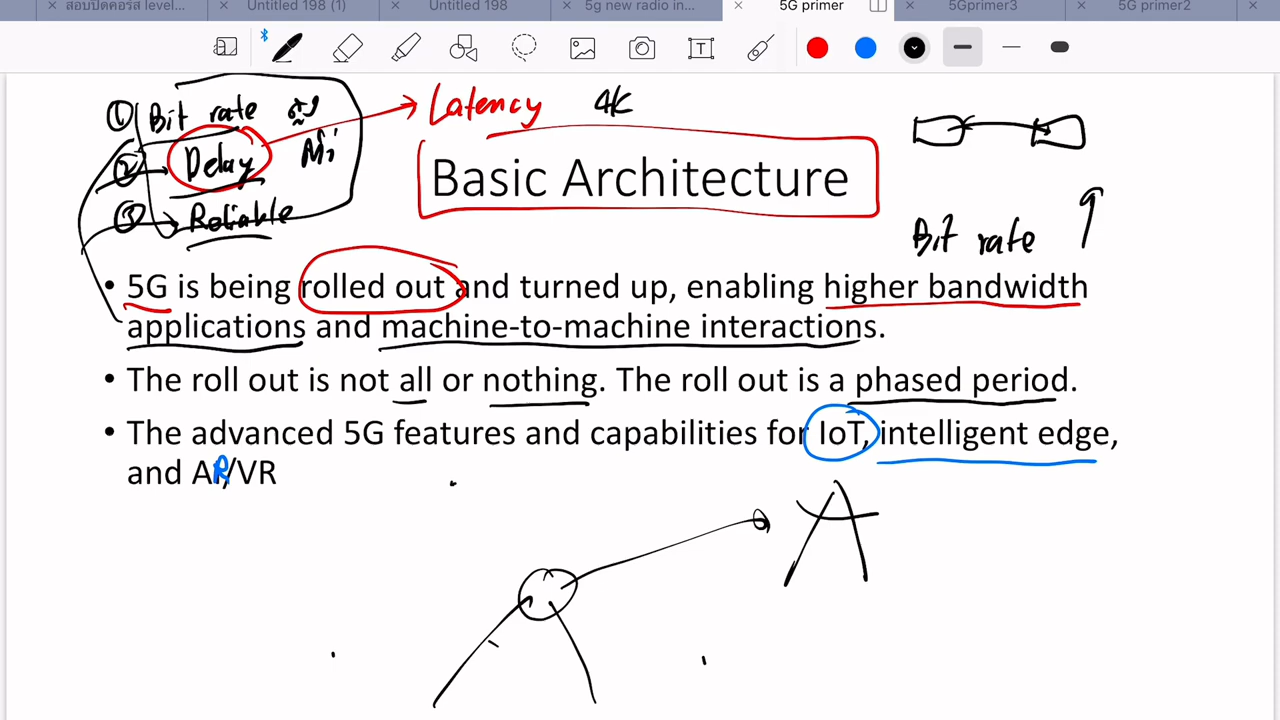 สอบปิดคอร์ส level...
Untitled 198 (1)
Untitled 198
5g new radio in...
5G primer
5Gprimer3
5G primer2
① Bit rate
② Delay
③ Reliable
Latency 4K
Basic Architecture
Bit rate
• 5G is being rolled out and turned up, enabling higher bandwidth
applications and machine-to-machine interactions.
• The roll out is not all or nothing. The roll out is a phased period.
• The advanced 5G features and capabilities for IoT, intelligent edge,
and AR/VR